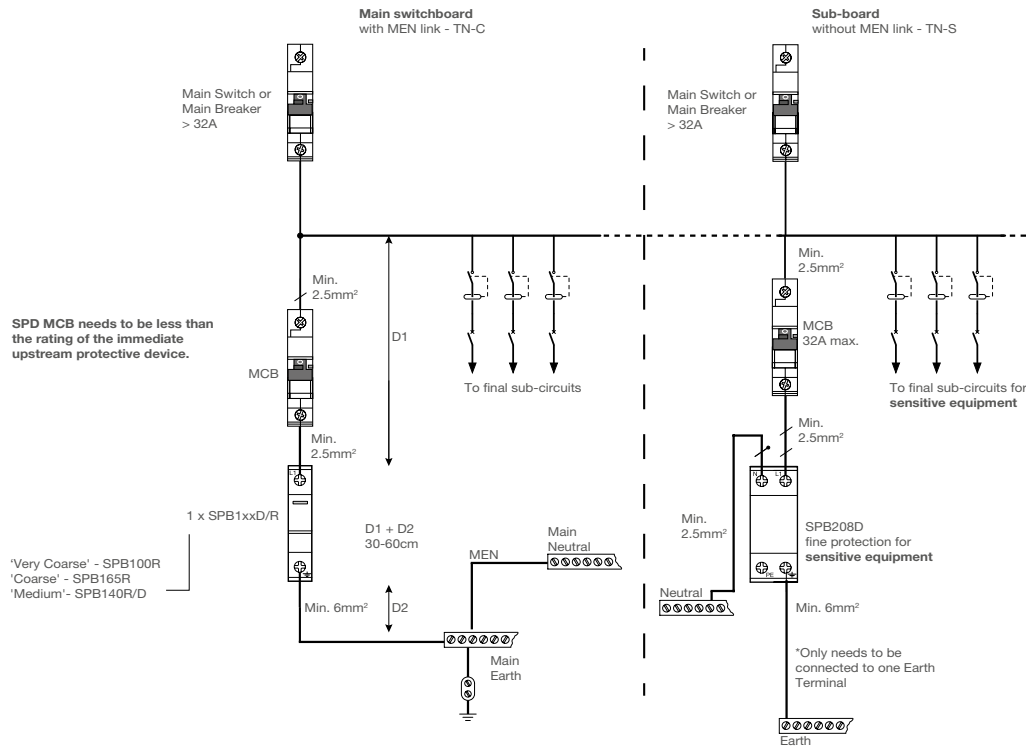 Main switchboard
with MEN link - TN-C
Sub-board
without MEN link - TN-S
Main Switch or
Main Breaker
> 32A
Main Switch or
Main Breaker
> 32A
Min.
2.5mm²
D1
SPD MCB needs to be less than
the rating of the immediate
upstream protective device.
MCB
To final sub-circuits
Min.
2.5mm²
L1
1 x SPB1xxD/R
D1 + D2
30-60cm
'Very Coarse' - SPB100R
'Coarse' - SPB165R
'Medium'- SPB140R/D
MEN
Main
Neutral
Min. 6mm²
D2
Main
Earth
Min.
2.5mm²
MCB
32A max.
To final sub-circuits for
sensitive equipment
Min.
2.5mm²
N
L1
Min.
2.5mm²
SPB208D
fine protection for
sensitive equipment
PE
Neutral
Min. 6mm²
*Only needs to be
connected to one Earth
Terminal
Earth